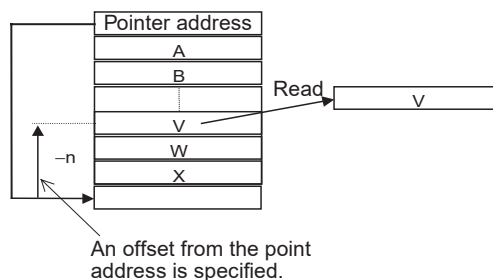 Pointer address
A
B
Read
V
V
W
–n
X
An offset from the point
address is specified.